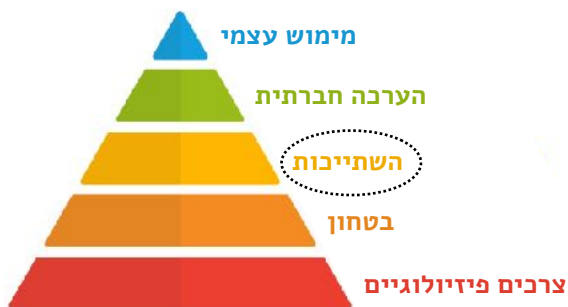 מימוש עצמי
הערכה חברתית
השתייכות
בטחון
צרכים פיזיולוגיים